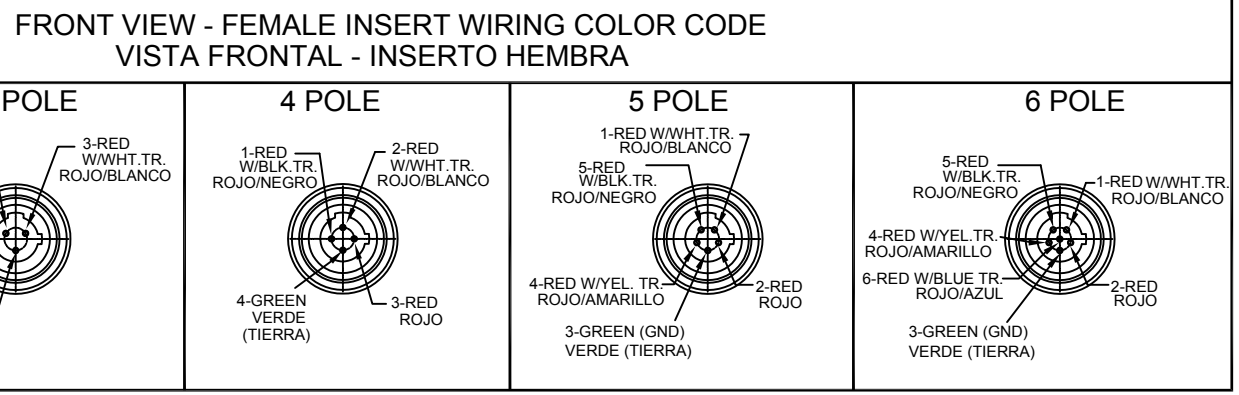 FRONT VIEW - FEMALE INSERT WIRING COLOR CODE
VISTA FRONTAL - INSERTO HEMBRA
POLE
3-RED
W/WHT.TR.
ROJO/BLANCO
4 POLE
1-RED
W/BLK.TR.
ROJO/NEGRO
2-RED
W/WHT.TR.
ROJO/BLANCO
4-GREEN
VERDE
(TIERRA)
3-RED
ROJO
5 POLE
1-RED W/WHT.TR.
ROJO/BLANCO
5-RED
W/BLK.TR.
ROJO/NEGRO
4-RED W/YEL. TR.
ROJO/AMARILLO
2-RED
ROJO
3-GREEN (GND)
VERDE (TIERRA)
6 POLE
5-RED
W/BLK.TR.
ROJO/NEGRO
1-RED W/WHT.TR.
ROJO/BLANCO
4-RED W/YEL.TR.
ROJO/AMARILLO
6-RED W/BLUE TR.
ROJO/AZUL
2-RED
ROJO
3-GREEN (GND)
VERDE (TIERRA)